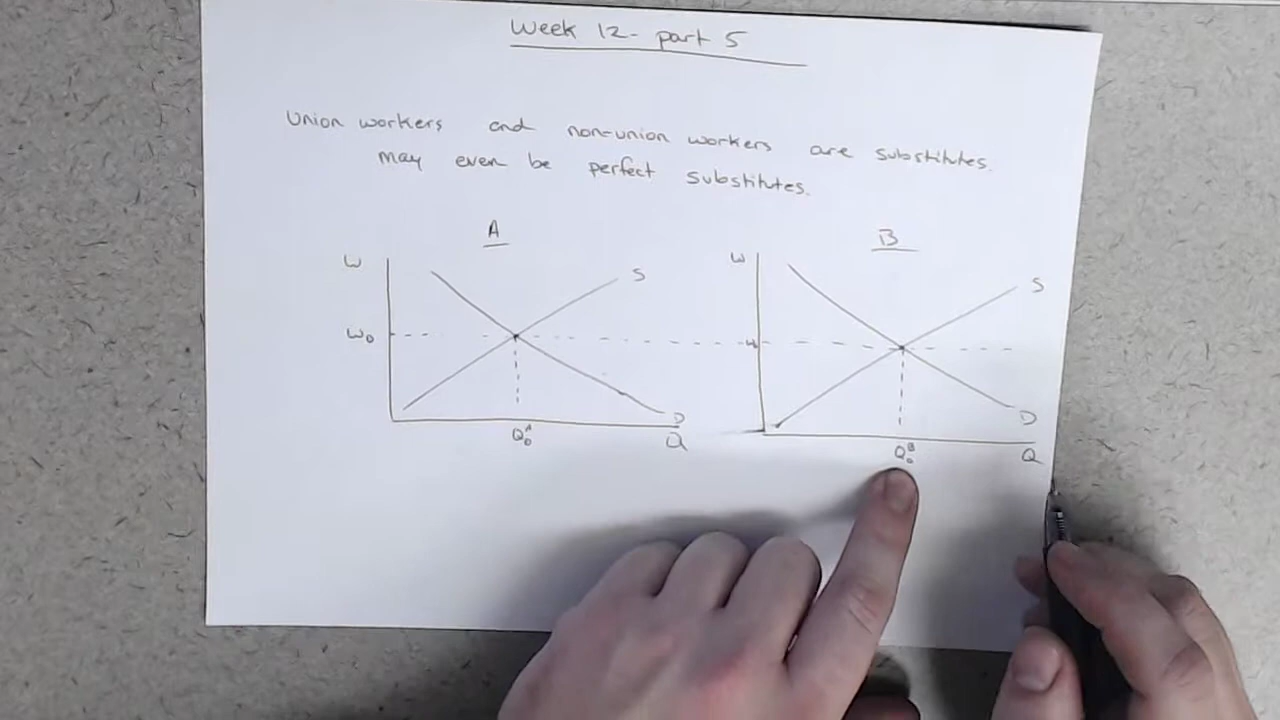 Week 12- part 5
Union workers and non-union workers are substitutes.
may even be perfect substitutes.
A
B
W
S
W
S
W₀
D
D
Q₀ᴬ
Q
Q₀ᴮ
Q